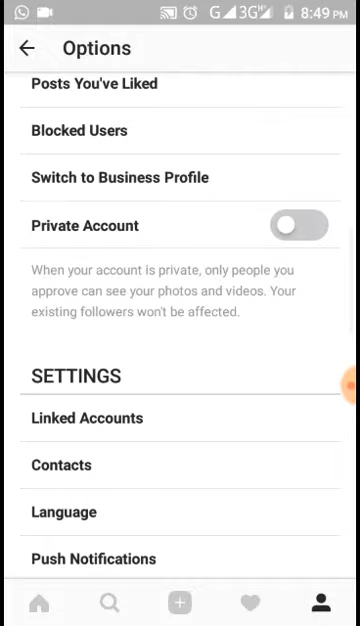 G 3G H 8:49 PM
Options
Posts You've Liked
Blocked Users
Switch to Business Profile
Private Account
When your account is private, only people you
approve can see your photos and videos. Your
existing followers won't be affected.
SETTINGS
Linked Accounts
Contacts
Language
Push Notifications